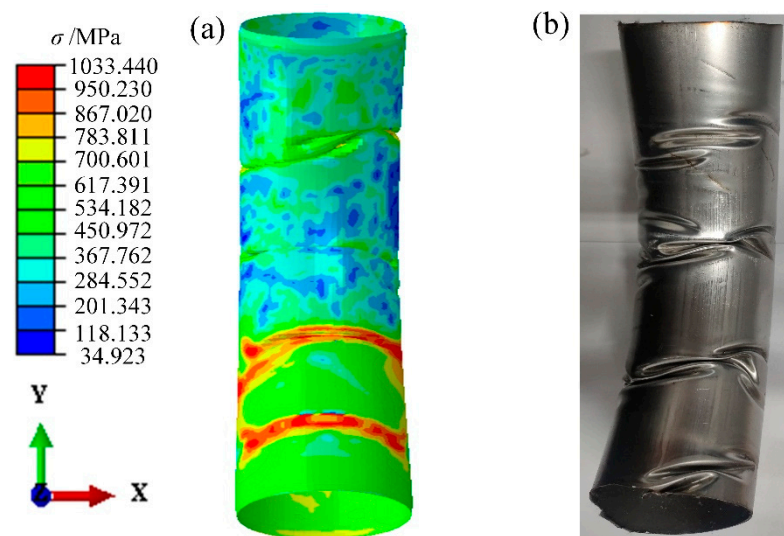 σ /MPa
1033.440
950.230
867.020
783.811
700.601
617.391
534.182
450.972
367.762
284.552
201.343
118.133
34.923
Y
Z
X
(a)
(b)